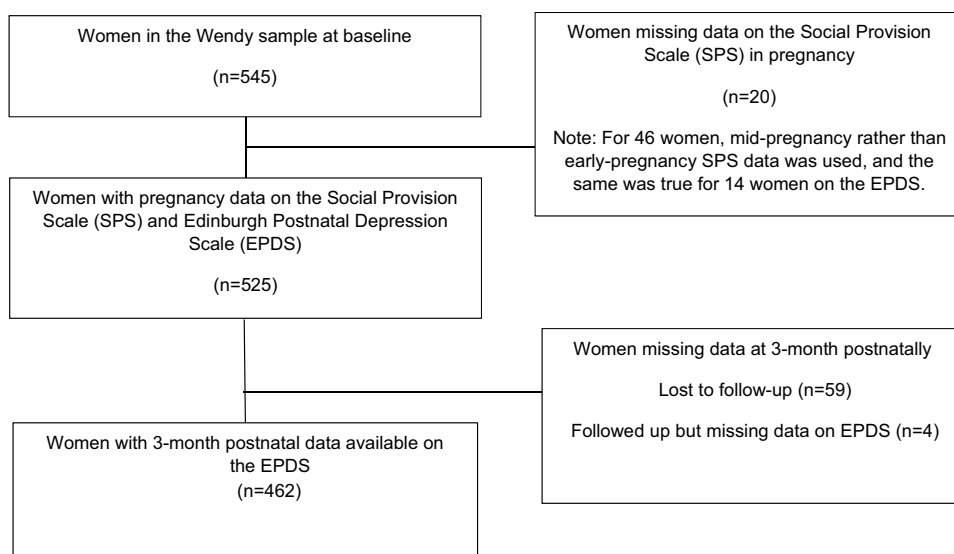 Women in the Wendy sample at baseline
(n=545)
Women missing data on the Social Provision
Scale (SPS) in pregnancy
(n=20)
Note: For 46 women, mid-pregnancy rather than
early-pregnancy SPS data was used, and the
same was true for 14 women on the EPDS.
Women with pregnancy data on the Social Provision
Scale (SPS) and Edinburgh Postnatal Depression
Scale (EPDS)
(n=525)
Women missing data at 3-month postnatally
Lost to follow-up (n=59)
Followed up but missing data on EPDS (n=4)
Women with 3-month postnatal data available on
the EPDS
(n=462)